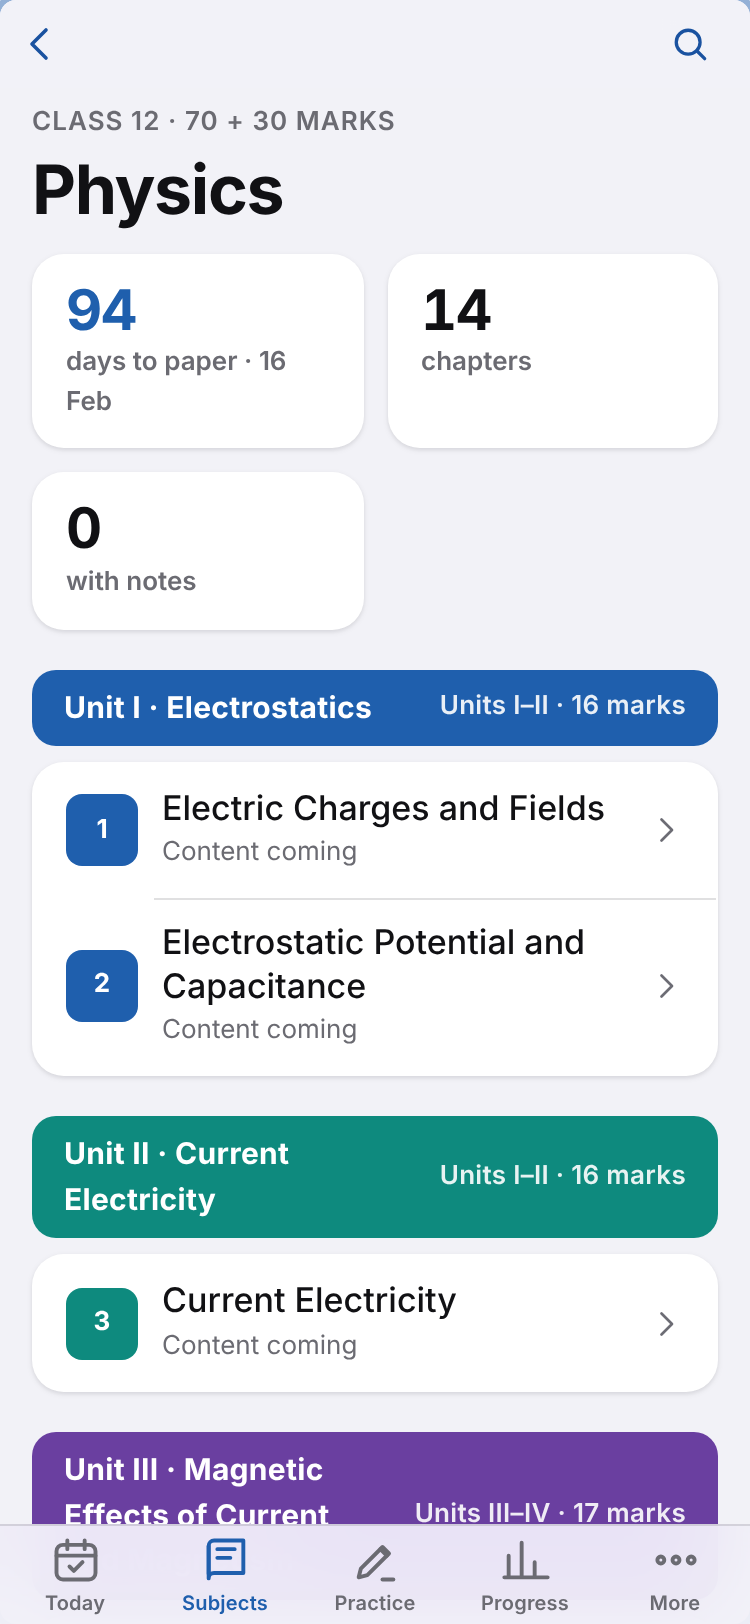 CLASS 12 · 70 + 30 MARKS
Physics
94
days to paper · 16
Feb
14
chapters
0
with notes
Unit I · Electrostatics
Units I–II · 16 marks
1
Electric Charges and Fields
Content coming
2
Electrostatic Potential and
Capacitance
Content coming
Unit II · Current
Electricity
Units I–II · 16 marks
3
Current Electricity
Content coming
Unit III · Magnetic
Effects of Current
Units III–IV · 17 marks
Today
Subjects
Practice
Progress
More